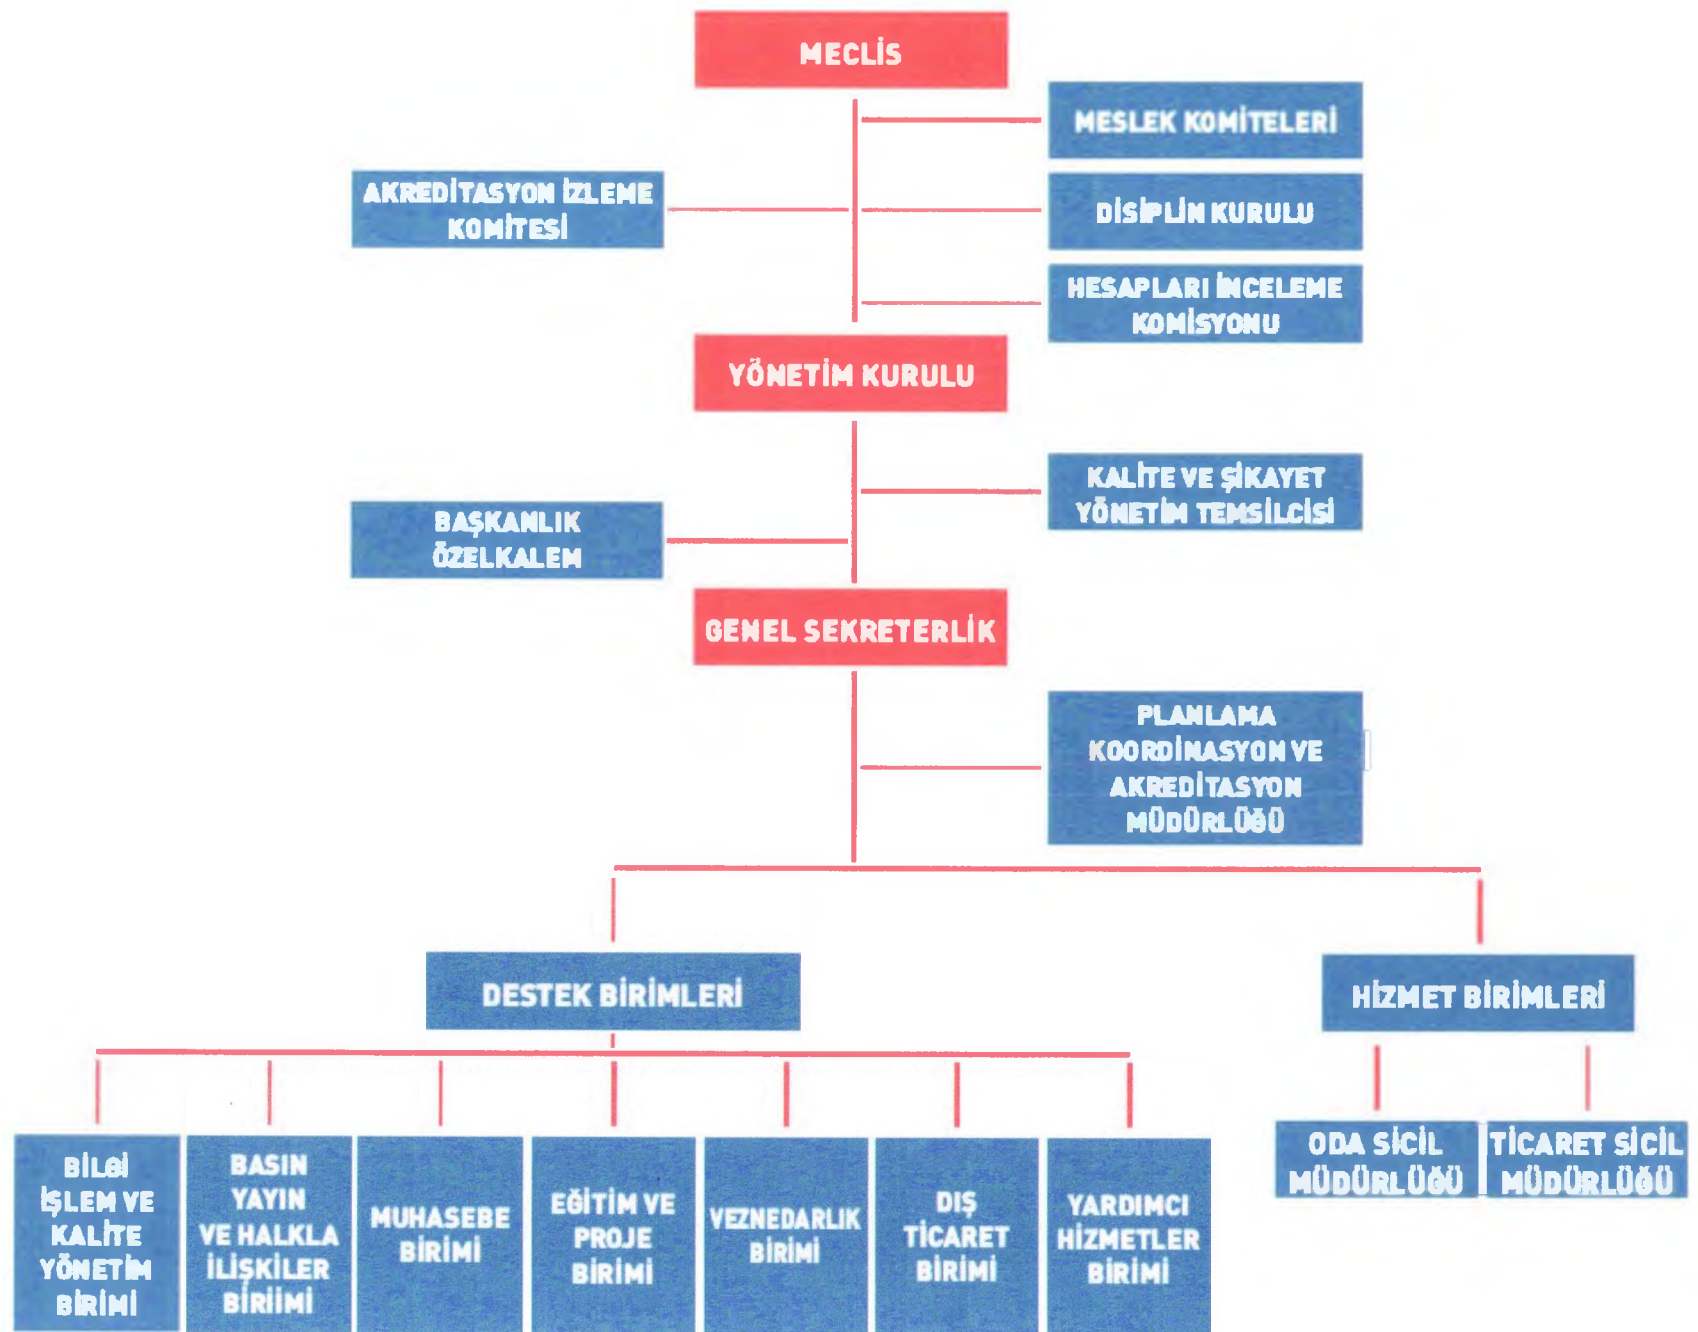 MECLİS
MESLEK KOMİTELERİ
AKREDİTASYON İZLEME
KOMİTESİ
DİSİPLİN KURULU
HESAPLARI İNCELEME
KOMİSYONU
YÖNETİM KURULU
KALİTE VE ŞİKAYET
YÖNETİM TEMSİLCİSİ
BAŞKANLIK
ÖZELKALEM
GENEL SEKRETERLİK
PLANLAMA
KOORDİNASYON VE
AKREDİTASYON
MÜDÜRLÜĞÜ
DESTEK BİRİMLERİ
HİZMET BİRİMLERİ
BİLGİ
İŞLEM VE
KALİTE
YÖNETİM
BİRİMİ
BASIN
YAYIN
VE HALKLA
İLİŞKİLER
BİRİİMİ
MUHASEBE
BİRİMİ
EĞİTİM VE
PROJE
BİRİMİ
VEZNEDARLIK
BİRİMİ
DIŞ
TİCARET
BİRİMİ
YARDIMCI
HİZMETLER
BİRİMİ
ODA SİCİL
MÜDÜRLÜĞÜ
TİCARET SİCİL
MÜDÜRLÜĞÜ